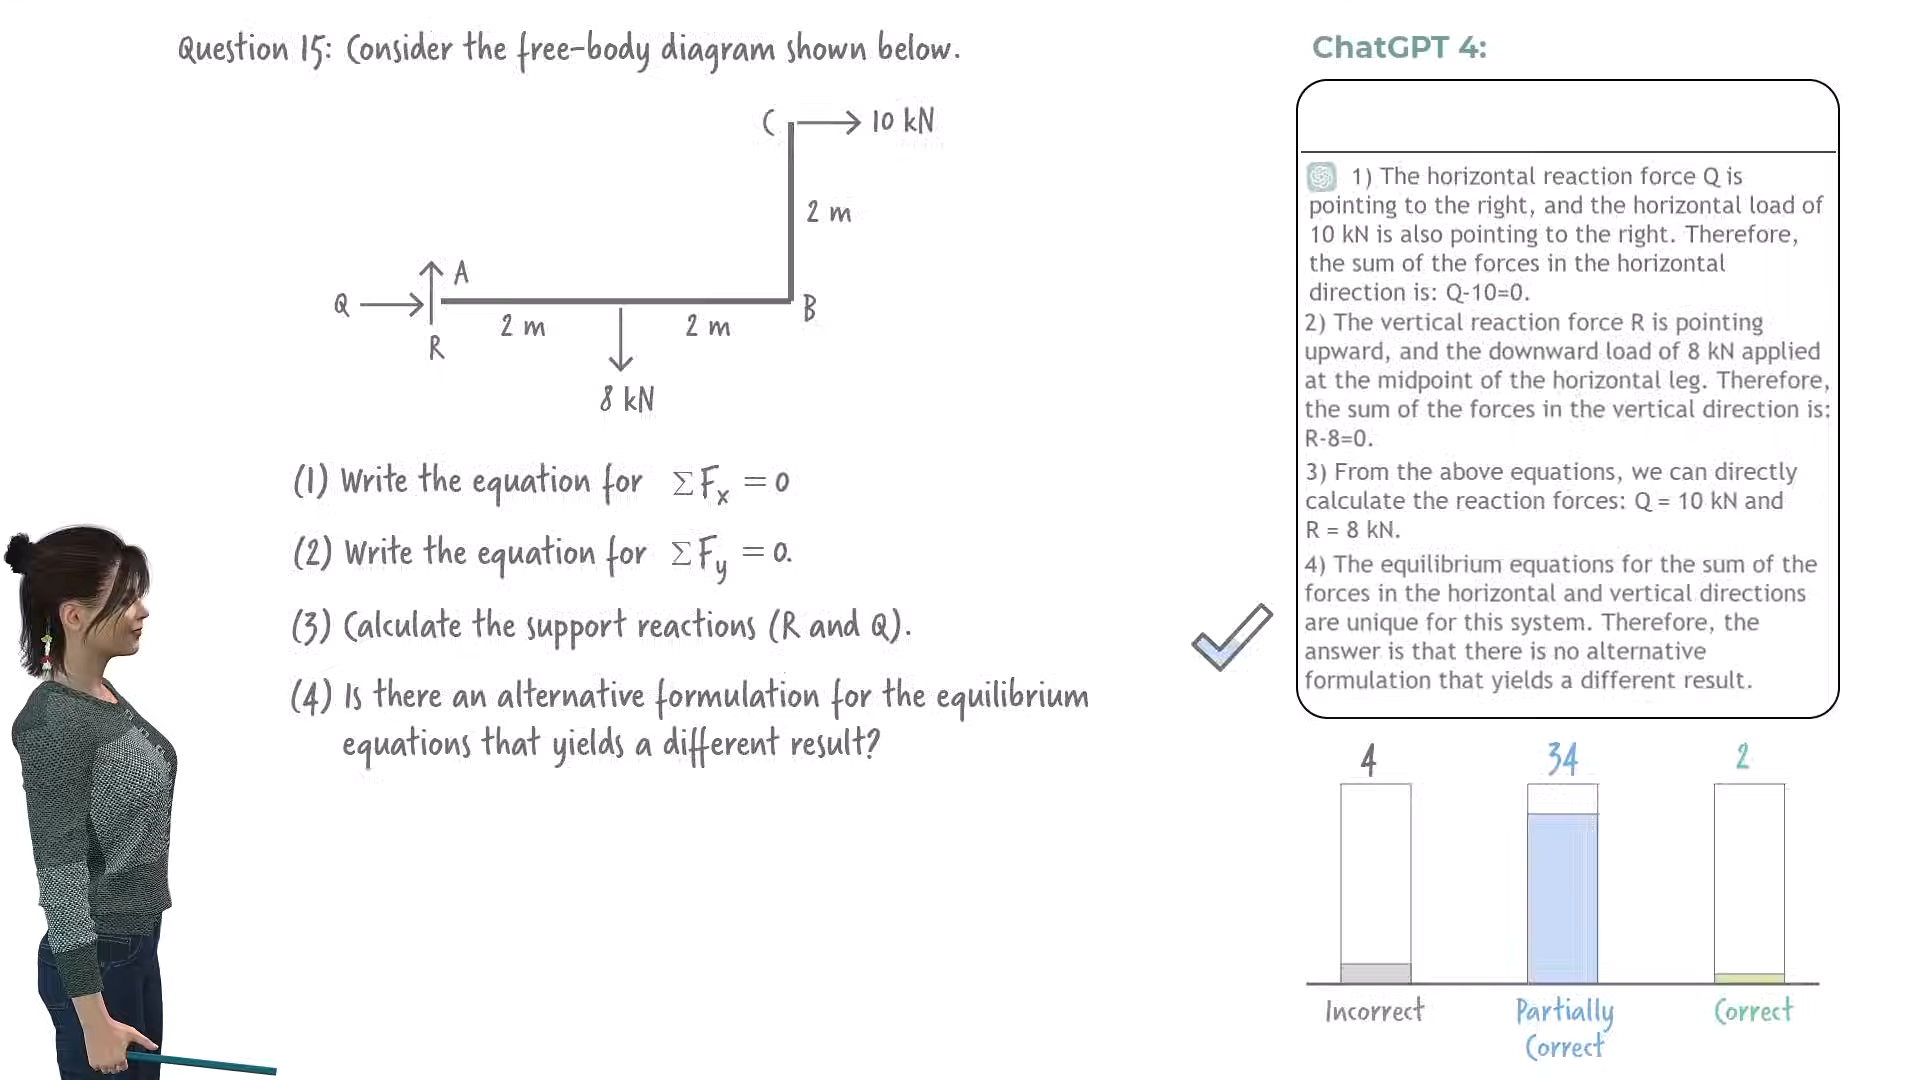 Question 15: Consider the free-body diagram shown below.
C
10 kN
2 m
Q
A
R
2 m
2 m
B
8 kN
(1) Write the equation for ΣFx = 0
(2) Write the equation for ΣFy = 0.
(3) Calculate the support reactions (R and Q).
(4) Is there an alternative formulation for the equilibrium
equations that yields a different result?
ChatGPT 4:
1) The horizontal reaction force Q is
pointing to the right, and the horizontal load of
10 kN is also pointing to the right. Therefore,
the sum of the forces in the horizontal
direction is: Q-10=0.
2) The vertical reaction force R is pointing
upward, and the downward load of 8 kN applied
at the midpoint of the horizontal leg. Therefore,
the sum of the forces in the vertical direction is:
R-8=0.
3) From the above equations, we can directly
calculate the reaction forces: Q = 10 kN and
R = 8 kN.
4) The equilibrium equations for the sum of the
forces in the horizontal and vertical directions
are unique for this system. Therefore, the
answer is that there is no alternative
formulation that yields a different result.
4
34
2
Incorrect
Partially
Correct
Correct